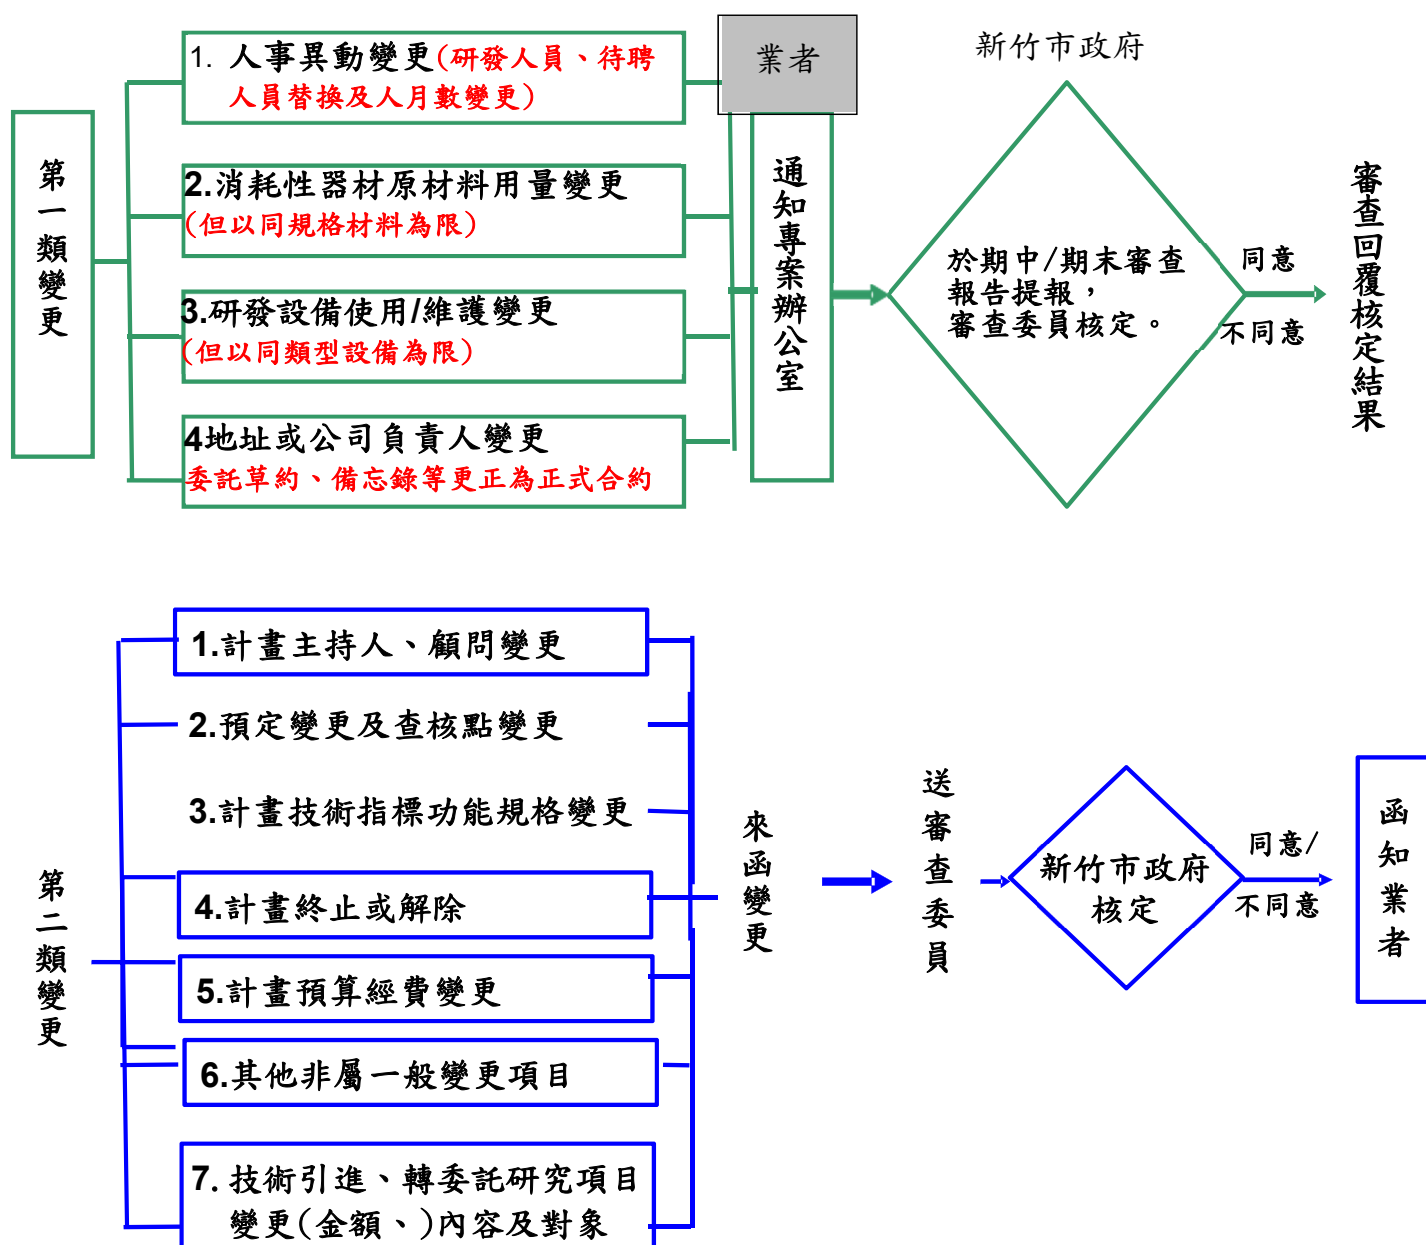 第一類變更
1. 人事異動變更(研發人員、待聘
人員替換及人月數變更)
2.消耗性器材原材料用量變更
(但以同規格材料為限)
3.研發設備使用/維護變更
(但以同類型設備為限)
4地址或公司負責人變更
委託草約、備忘錄等更正為正式合約
業者
通知專案辦公室
新竹市政府
於期中/期末審查
報告提報，
審查委員核定。
同意
不同意
審查回覆核定結果
第二類變更
1.計畫主持人、顧問變更
2.預定變更及查核點變更
3.計畫技術指標功能規格變更
4.計畫終止或解除
5.計畫預算經費變更
6.其他非屬一般變更項目
7. 技術引進、轉委託研究項目
變更(金額、)內容及對象
來函變更
送審查委員
新竹市政府
核定
同意/
不同意
函知業者